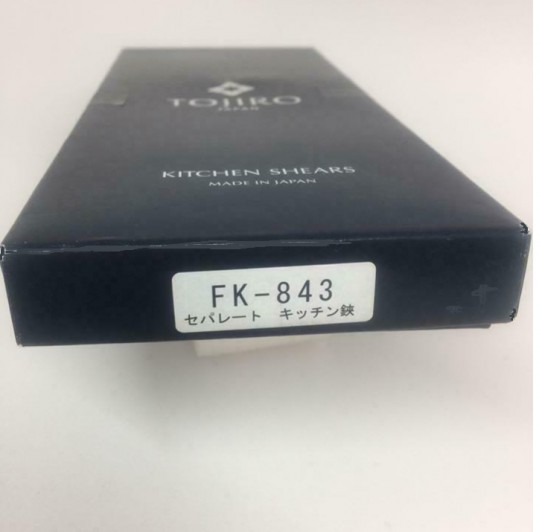 TOJIRO
JAPAN
KITCHEN SHEARS
MADE IN JAPAN
FK-843
セパレート　キッチン鋏